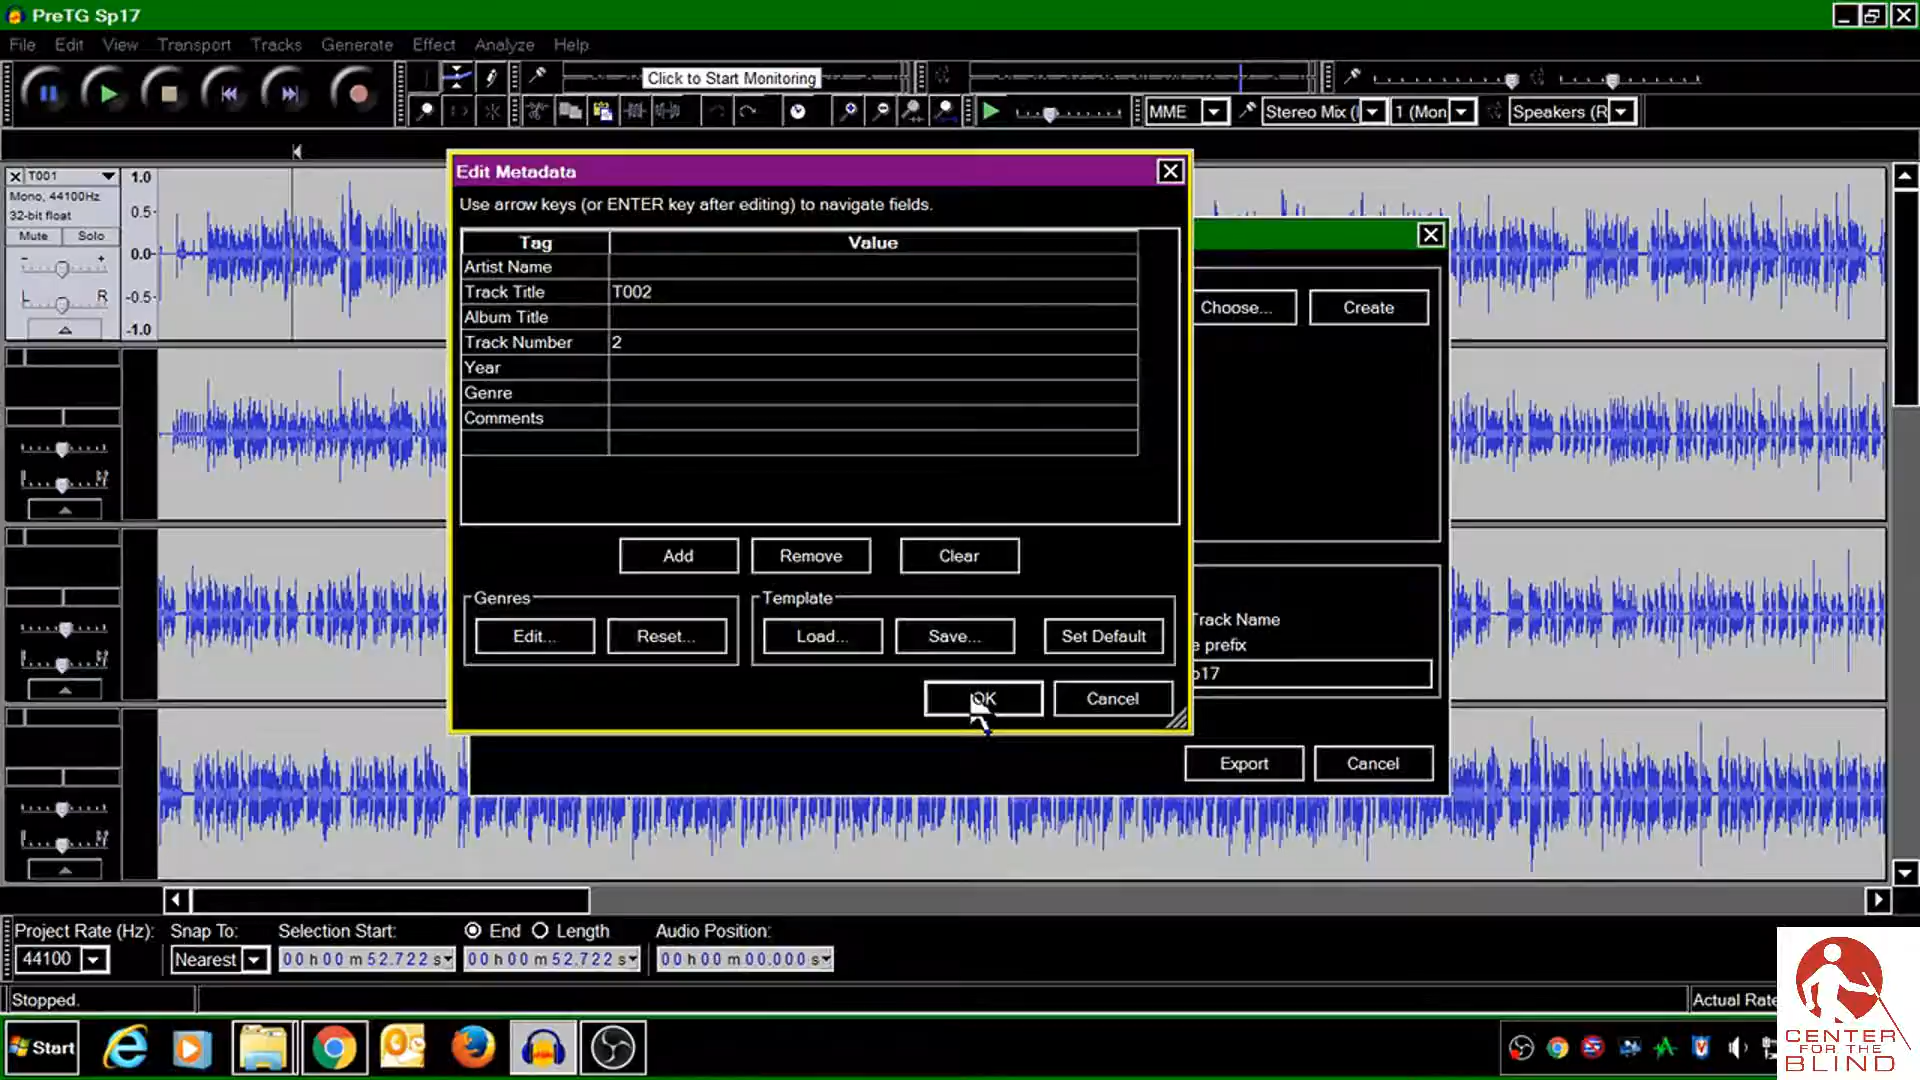 PreTG Sp17
File Edit View Transport Tracks Generate Effect Analyze Help
Click to Start Monitoring
MME Stereo Mix ( 1 (Mon Speakers (R
T001 1.0
Mono, 44100Hz
32-bit float 0.5
Mute Solo
0.0
- +
L R -0.5
-1.0
Edit Metadata
Use arrow keys (or ENTER key after editing) to navigate fields.
Tag Value
Artist Name
Track Title T002
Album Title
Track Number 2
Year
Genre
Comments
Add Remove Clear
Genres Template
Edit... Reset... Load... Save... Set Default
OK Cancel
Choose... Create
Track Name
e prefix
p17
Export Cancel
Project Rate (Hz): Snap To: Selection Start: End Length Audio Position:
44100 Nearest 00 h 00 m 52.722 s 00 h 00 m 52.722 s 00 h 00 m 00.000 s
Stopped. Actual Rate
Start
CENTER
FOR THE
BLIND